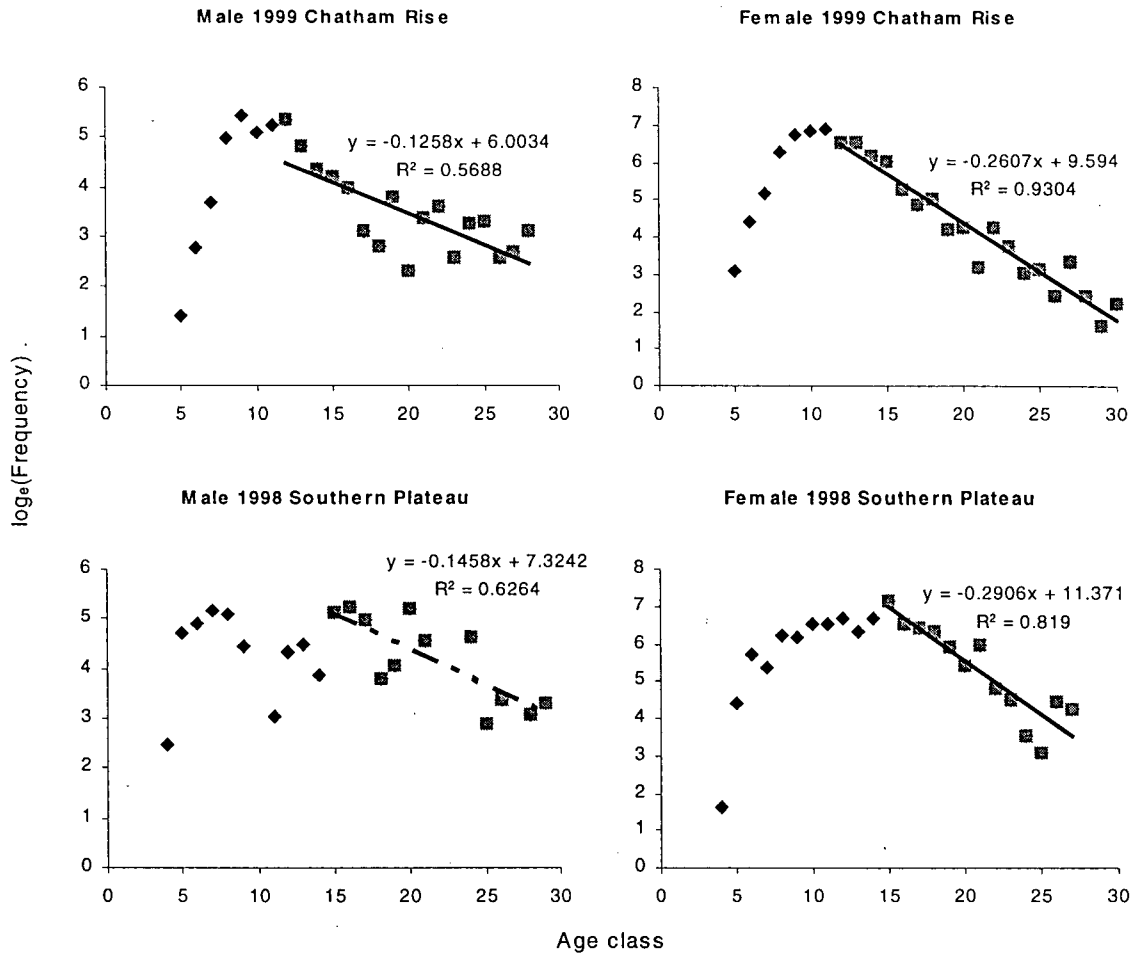 Male 1999 Chatham Rise
Female 1999 Chatham Rise
6
5
4
3
2
1
0
0 5 10 15 20 25 30
y = -0.1258x + 6.0034
R² = 0.5688
8
7
6
5
4
3
2
1
0
0 5 10 15 20 25 30
y = -0.2607x + 9.594
R² = 0.9304
logₑ(Frequency) .
Male 1998 Southern Plateau
Female 1998 Southern Plateau
6
5
4
3
2
1
0
0 5 10 15 20 25 30
y = -0.1458x + 7.3242
R² = 0.6264
8
7
6
5
4
3
2
1
0
0 5 10 15 20 25 30
y = -0.2906x + 11.371
R² = 0.819
Age class